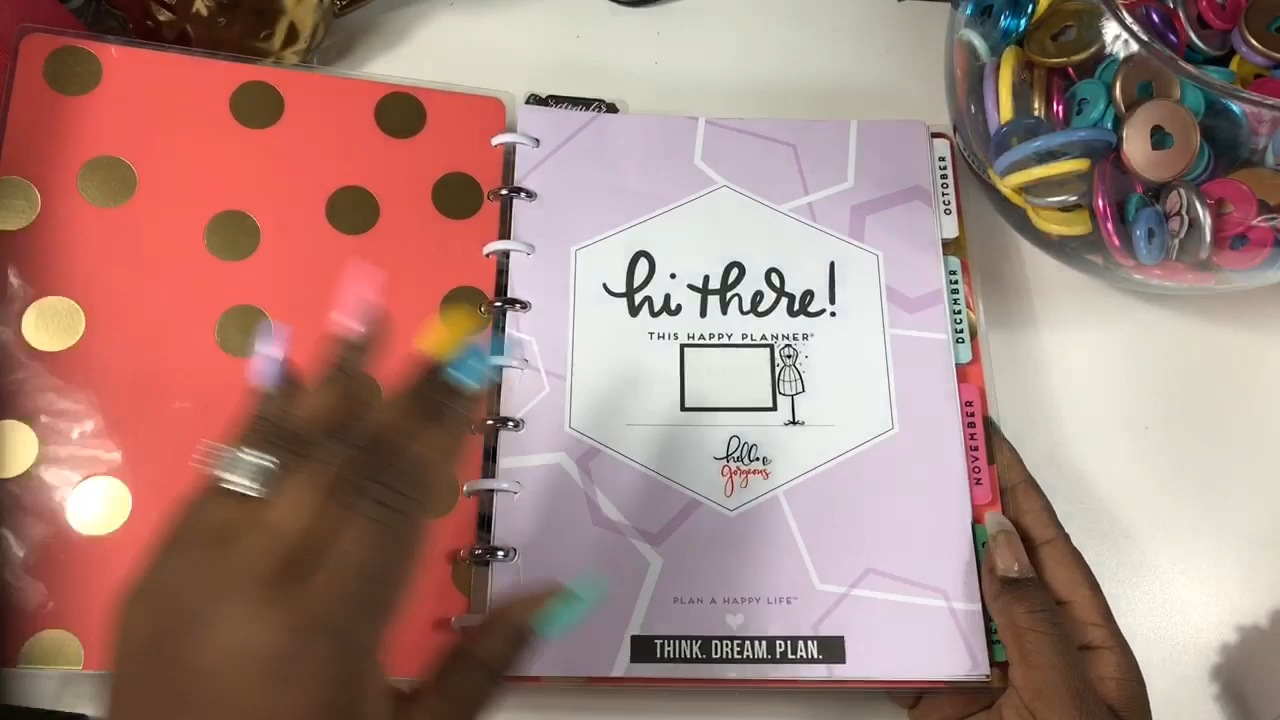 hi there!
THIS HAPPY PLANNER®
hello
gorgeous
PLAN A HAPPY LIFE™
THINK. DREAM. PLAN.
OCTOBER
DECEMBER
NOVEMBER